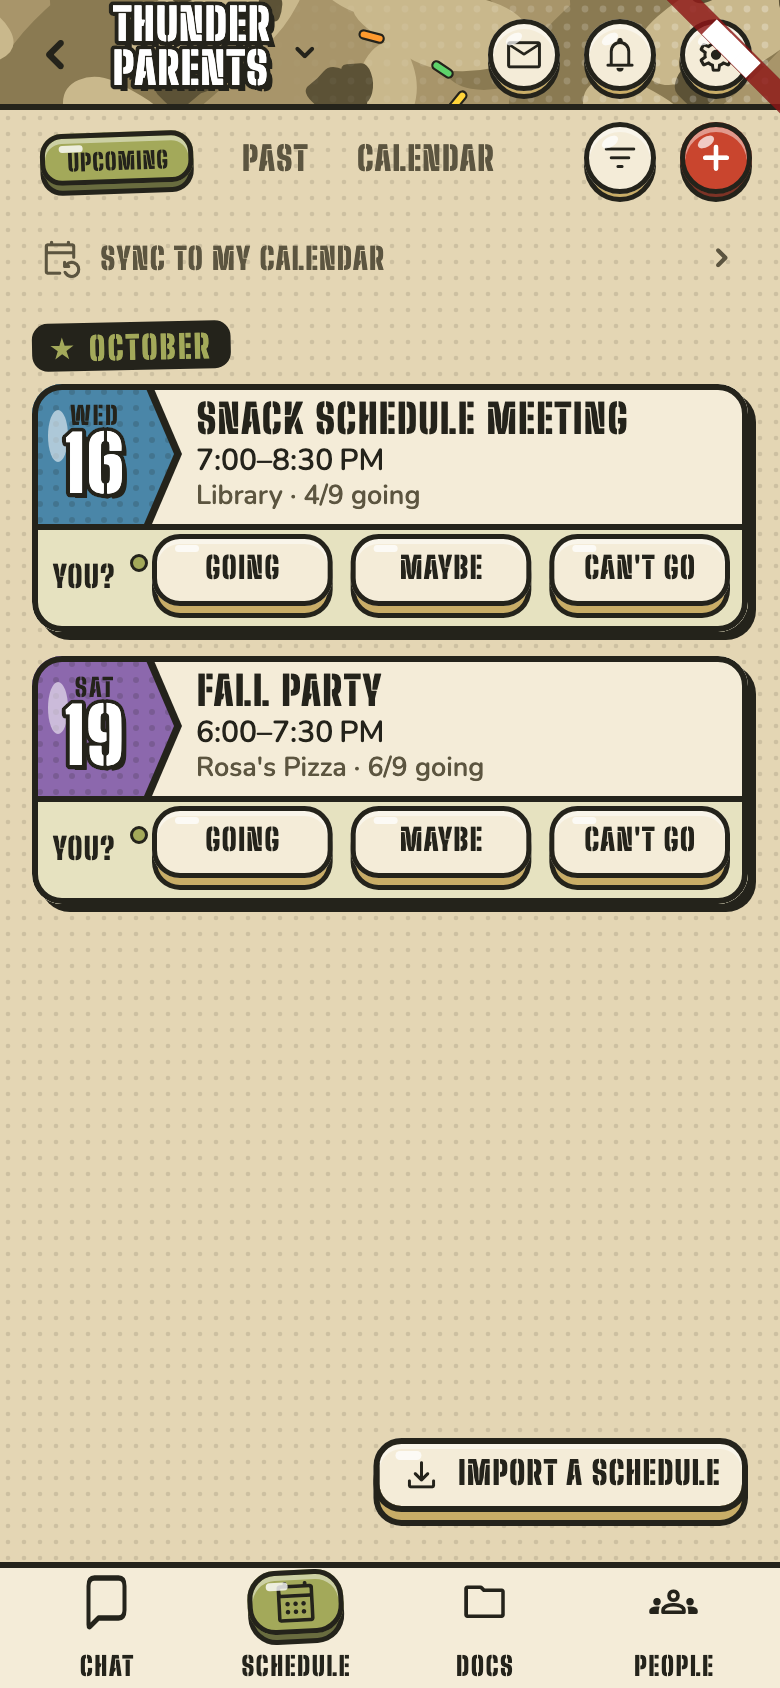 THUNDER
PARENTS
UPCOMING PAST CALENDAR
SYNC TO MY CALENDAR
★ OCTOBER
WED
16
SNACK SCHEDULE MEETING
7:00–8:30 PM
Library · 4/9 going
YOU? GOING MAYBE CAN'T GO
SAT
19
FALL PARTY
6:00–7:30 PM
Rosa's Pizza · 6/9 going
YOU? GOING MAYBE CAN'T GO
IMPORT A SCHEDULE
CHAT SCHEDULE DOCS PEOPLE